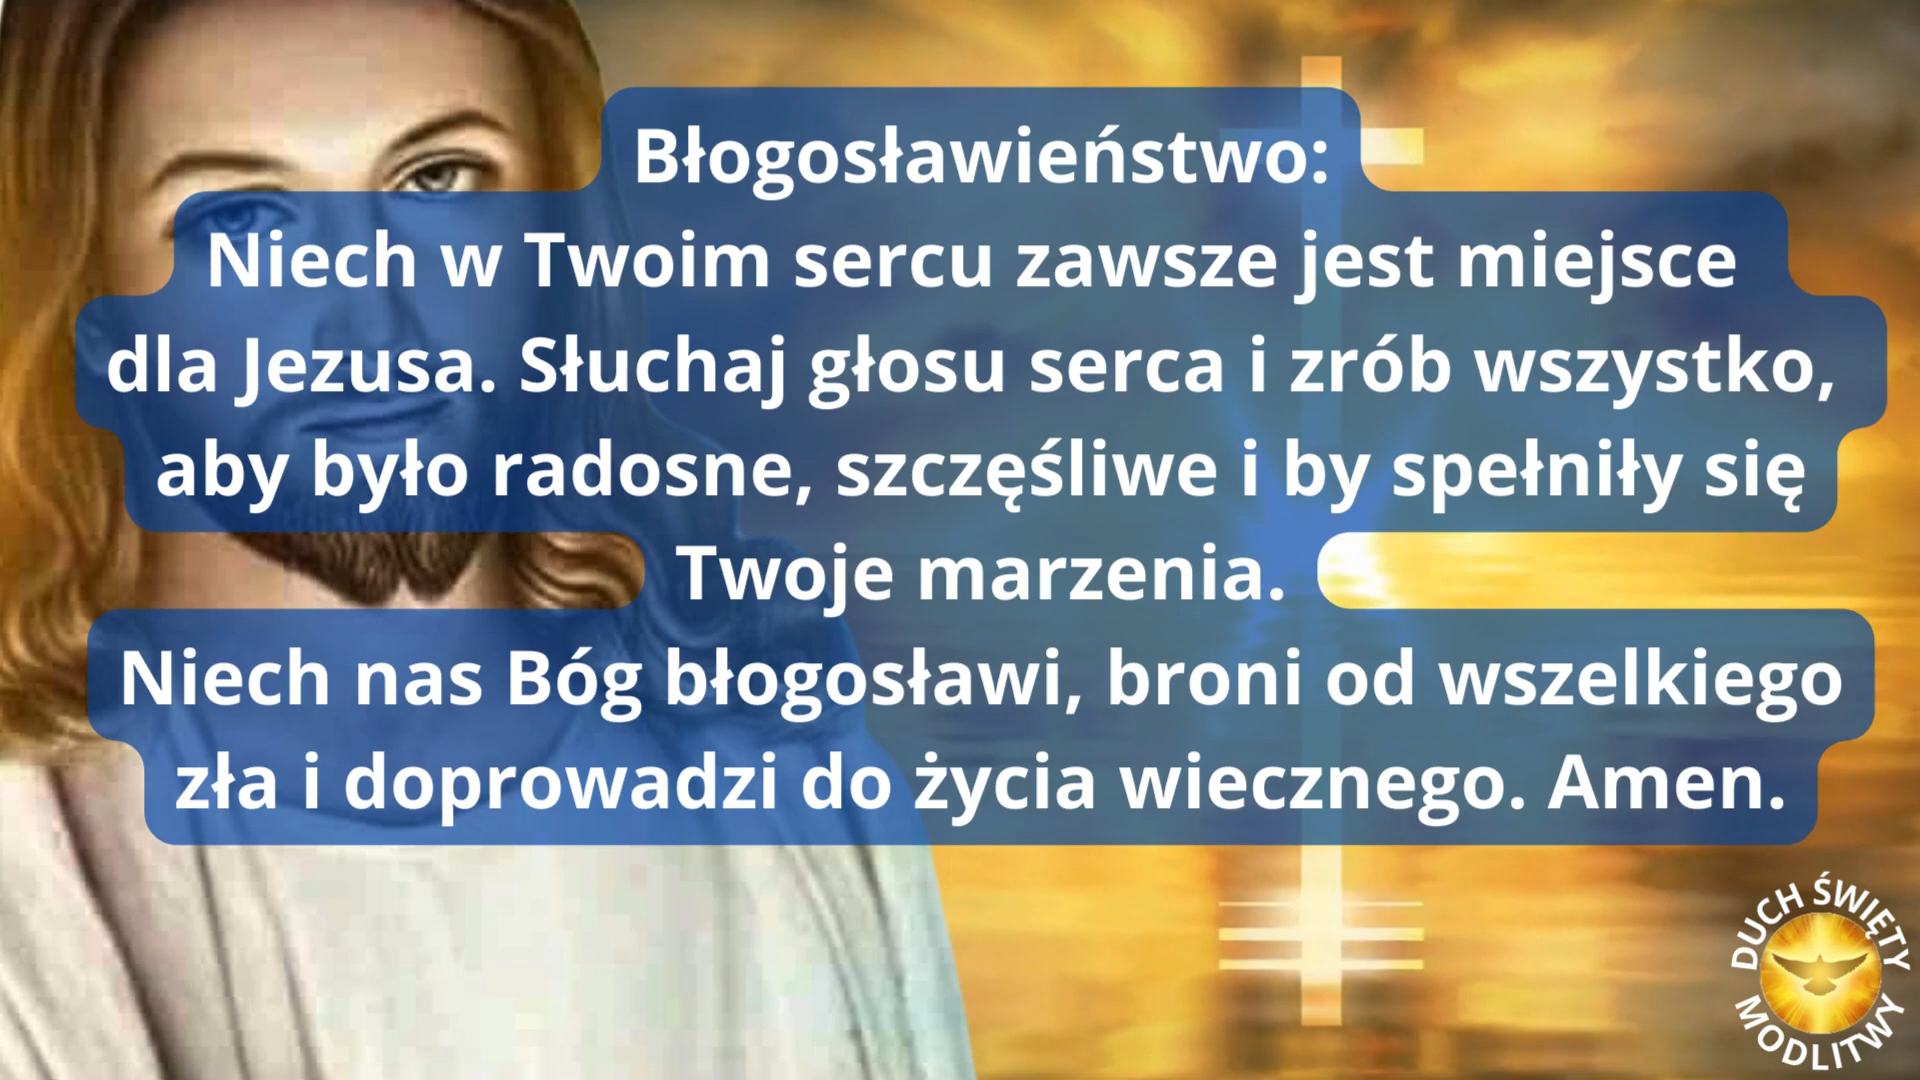 Błogosławieństwo:
Niech w Twoim sercu zawsze jest miejsce
dla Jezusa. Słuchaj głosu serca i zrób wszystko,
aby było radosne, szczęśliwe i by spełniły się
Twoje marzenia.
Niech nas Bóg błogosławi, broni od wszelkiego
zła i doprowadzi do życia wiecznego. Amen.
DUCH ŚWIĘTY
MODLITWY